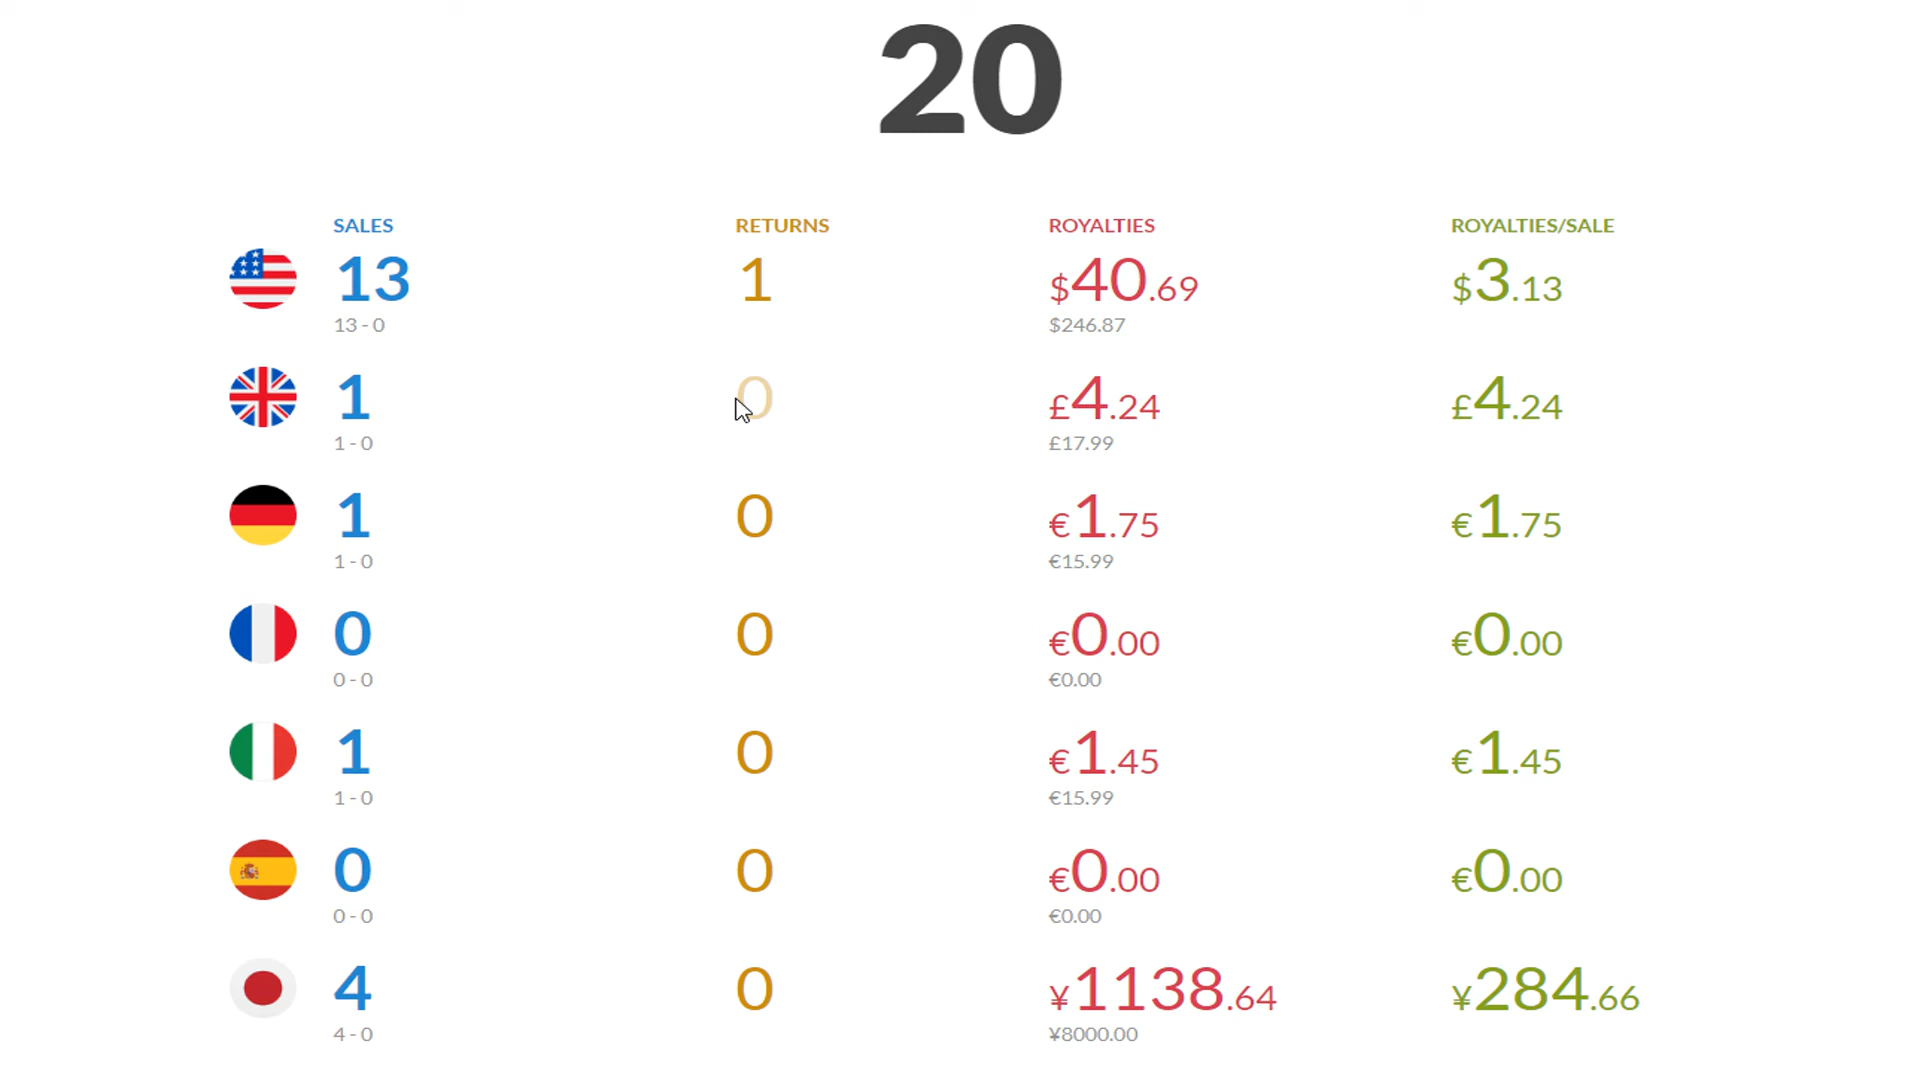 20
SALES RETURNS ROYALTIES ROYALTIES/SALE
13 1 $40.69 $3.13
13 - 0 $246.87
1 0 £4.24 £4.24
1 - 0 £17.99
1 0 €1.75 €1.75
1 - 0 €15.99
0 0 €0.00 €0.00
0 - 0 €0.00
1 0 €1.45 €1.45
1 - 0 €15.99
0 0 €0.00 €0.00
0 - 0 €0.00
4 0 ¥1138.64 ¥284.66
4 - 0 ¥8000.00